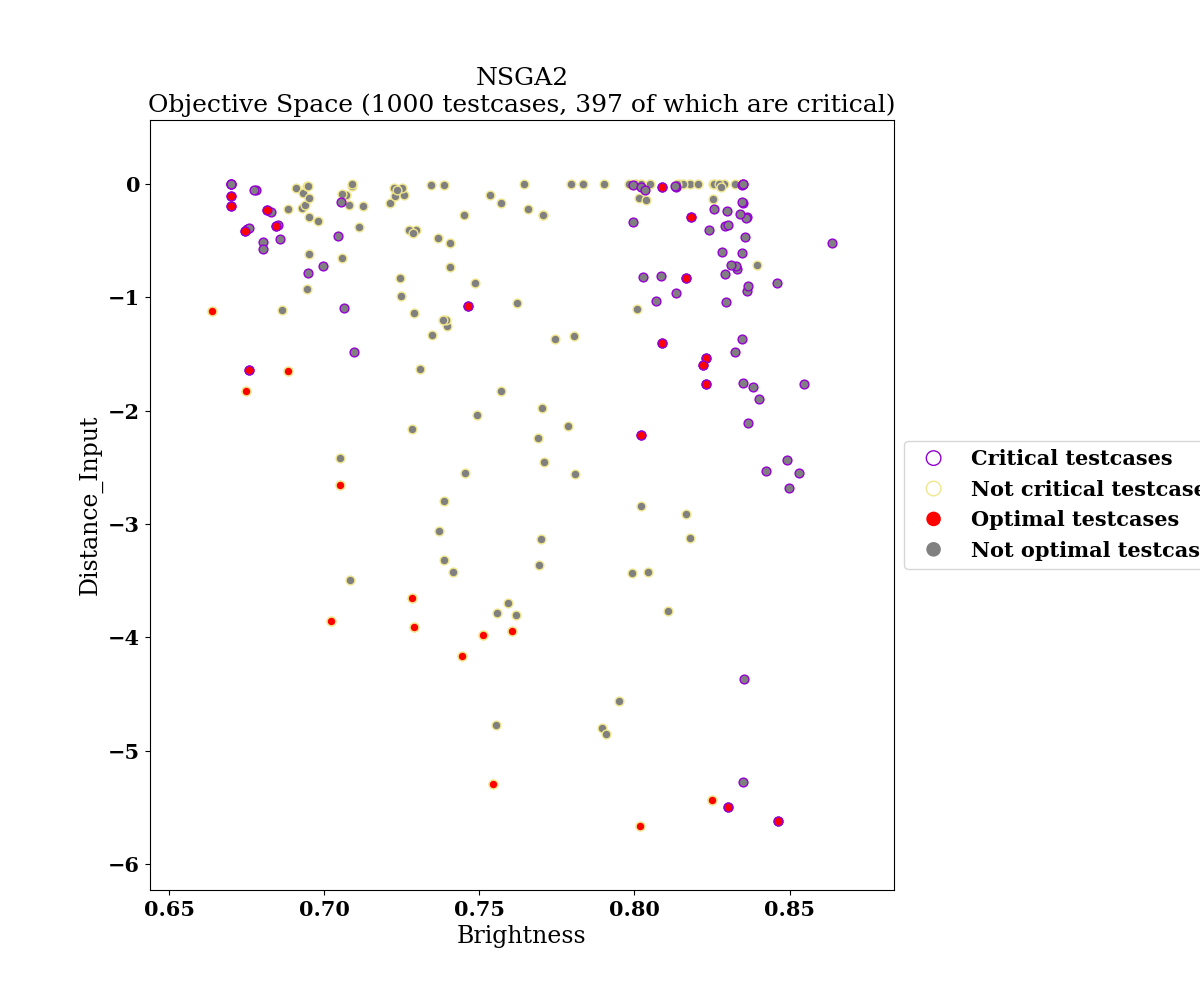 NSGA2
Objective Space (1000 testcases, 397 of which are critical)
0
−1
−2
−3
−4
−5
−6
Distance_Input
0.65 0.70 0.75 0.80 0.85
Brightness
Critical testcases
Not critical testcase
Optimal testcases
Not optimal testcas